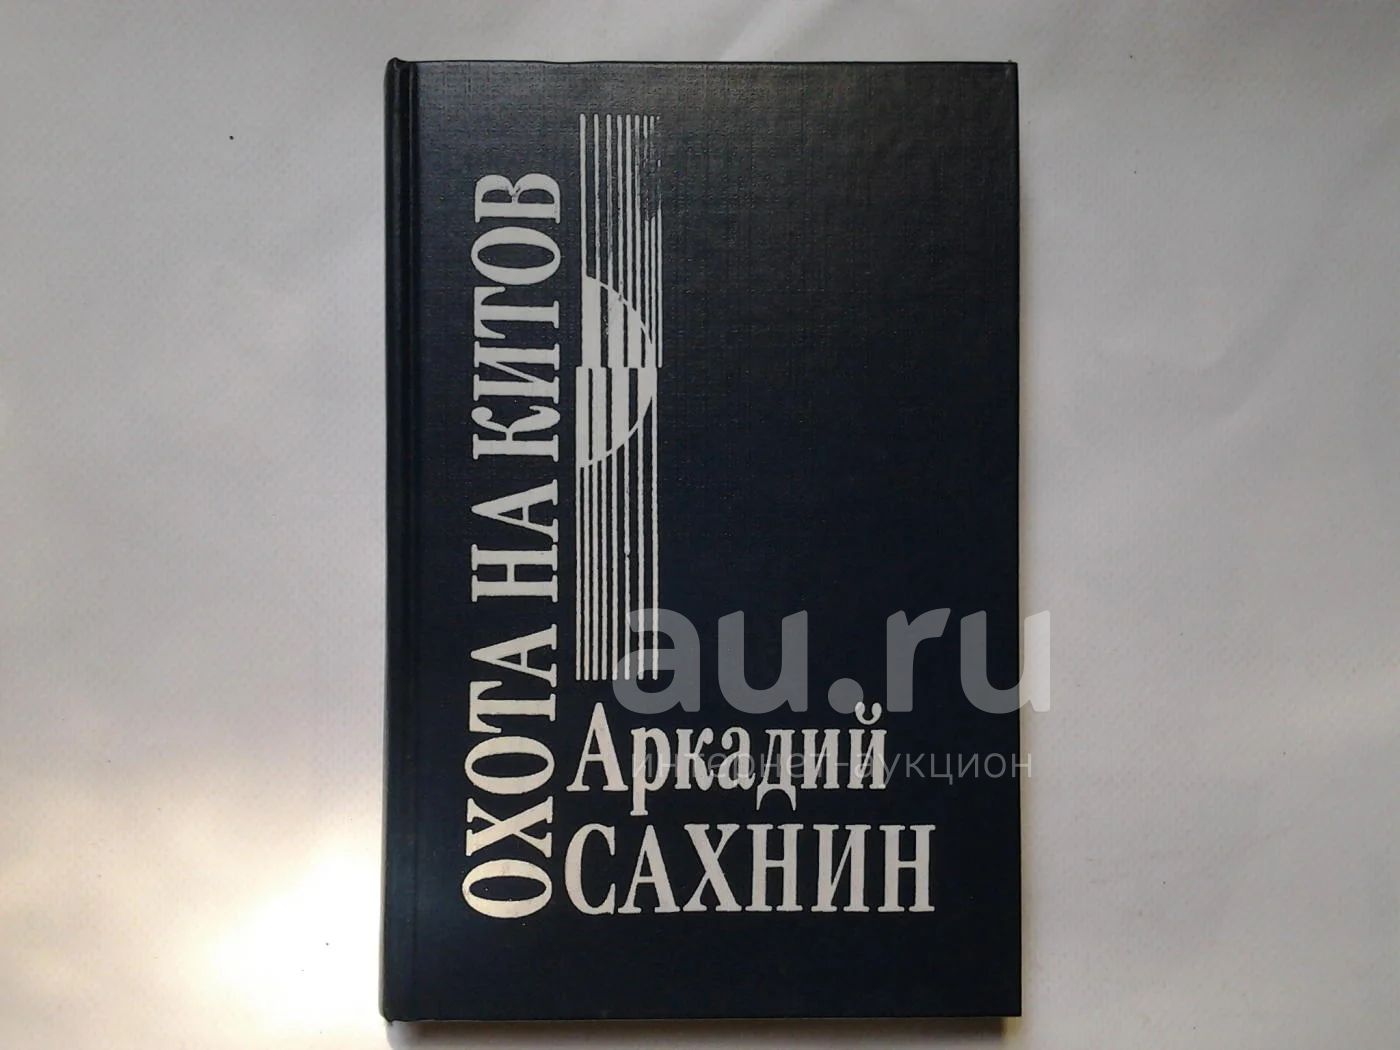 ОХОТА НА КИТОВ
Аркадий
САХНИН
au.ru
интернет-аукцион